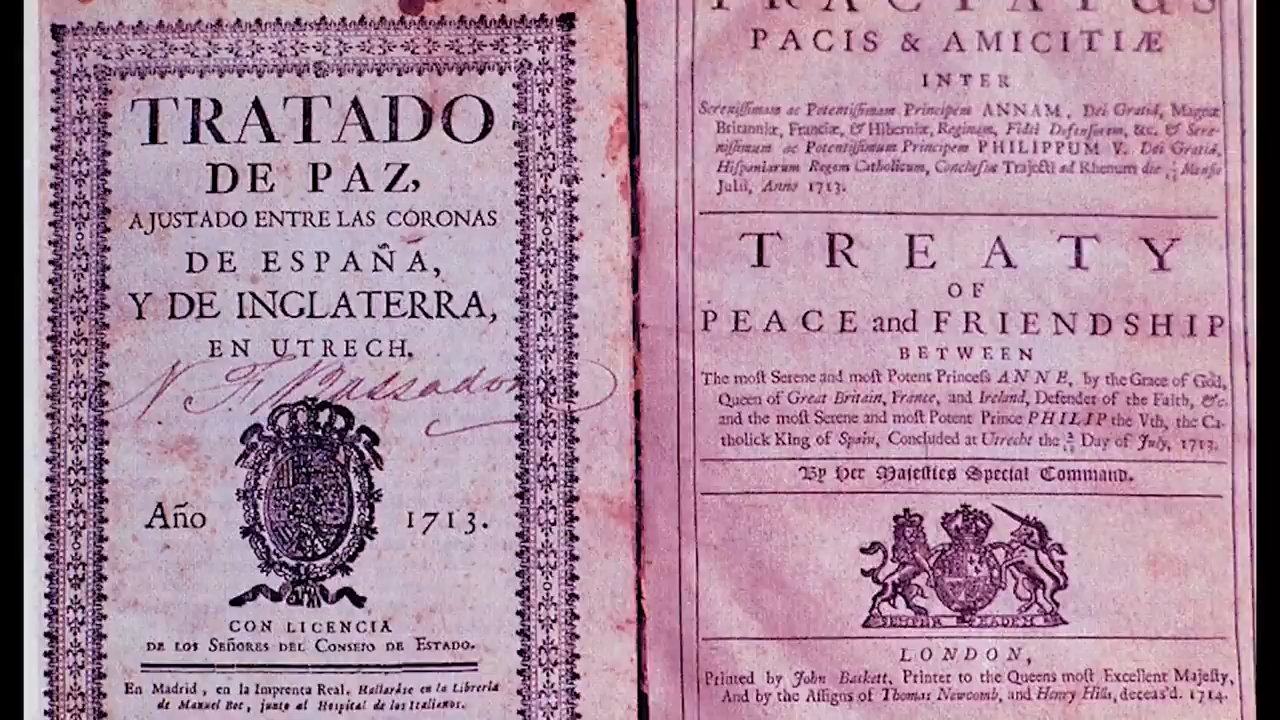 TRATADO
DE PAZ,
AJUSTADO ENTRE LAS CORONAS
DE ESPAÑA,
Y DE INGLATERRA,
EN UTRECH.
Año 1713.
CON LICENCIA
DE LOS SEÑORES DEL CONSEJO DE ESTADO.
En Madrid, en la Imprenta Real. Hallaràse en la Libreria
de Manuel Bot, junto al Hospital de los Italianos.
TRACTATUS
PACIS & AMICITIÆ
INTER
Sereniſſimam ac Potentiſſimam Principem ANNAM, Dei Gratiâ, Magnæ
Britanniæ, Franciæ, & Hiberniæ, Reginam, Fidei Defenſorem, &c. & Sere-
niſſimum ac Potentiſſimum Principem PHILIPPUM V. Dei Gratiâ,
Hiſpaniarum Regem Catholicum, Concluſus Trajecti ad Rhenum die Menſis
Julii, Anno 1713.
TREATY
OF
PEACE and FRIENDSHIP
BETWEEN
The moſt Serene and moſt Potent Princeſs ANNE, by the Grace of God,
Queen of Great Britain, France, and Ireland, Defender of the Faith, &c.
and the moſt Serene and moſt Potent Prince PHILIP the Vth, the Ca-
tholick King of Spain, Concluded at Utrecht the Day of July, 1713.
By Her Majeſties Special Command.
SEMPER EADEM
LONDON,
Printed by John Baskett, Printer to the Queens moſt Excellent Majeſty,
And by the Aſſigns of Thomas Newcomb, and Henry Hills, deceas'd. 1714.